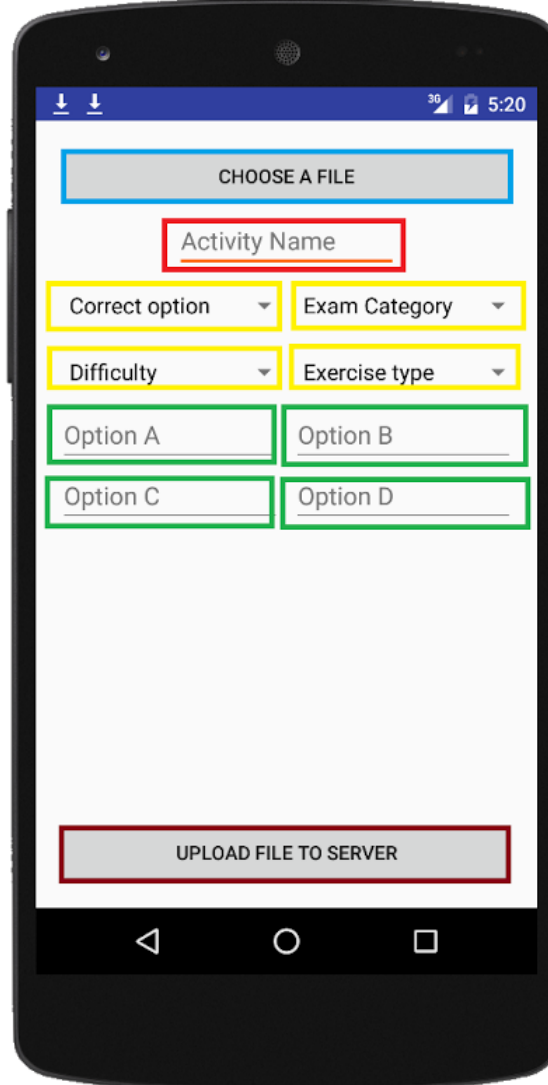 3G 5:20
CHOOSE A FILE
Activity Name
Correct option Exam Category
Difficulty Exercise type
Option A Option B
Option C Option D
UPLOAD FILE TO SERVER